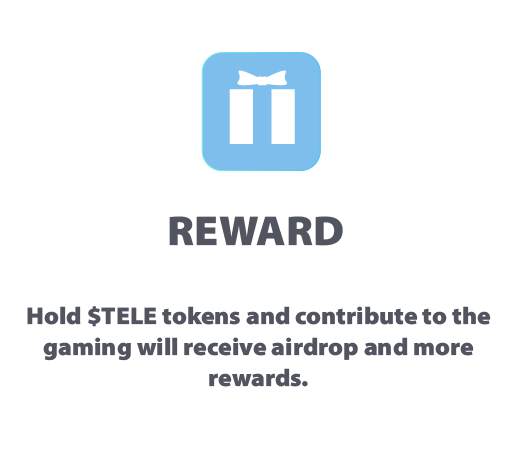 REWARD
Hold $TELE tokens and contribute to the
gaming will receive airdrop and more
rewards.